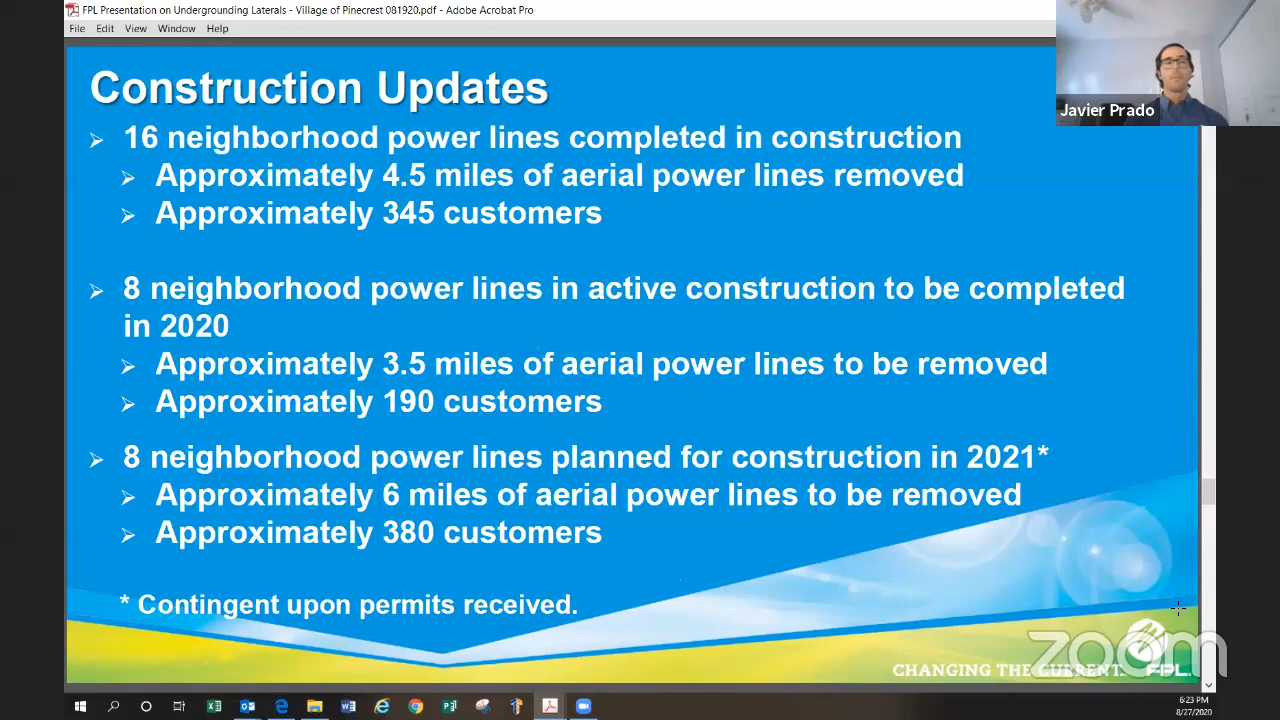 FPL Presentation on Undergrounding Laterals - Village of Pinecrest 081920.pdf - Adobe Acrobat Pro
File Edit View Window Help
Javier Prado
Construction Updates
➢ 16 neighborhood power lines completed in construction
➢ Approximately 4.5 miles of aerial power lines removed
➢ Approximately 345 customers
➢ 8 neighborhood power lines in active construction to be completed
in 2020
➢ Approximately 3.5 miles of aerial power lines to be removed
➢ Approximately 190 customers
➢ 8 neighborhood power lines planned for construction in 2021*
➢ Approximately 6 miles of aerial power lines to be removed
➢ Approximately 380 customers
* Contingent upon permits received.
CHANGING THE CURRENT.
FPL.
zoom
6:23 PM
8/27/2020